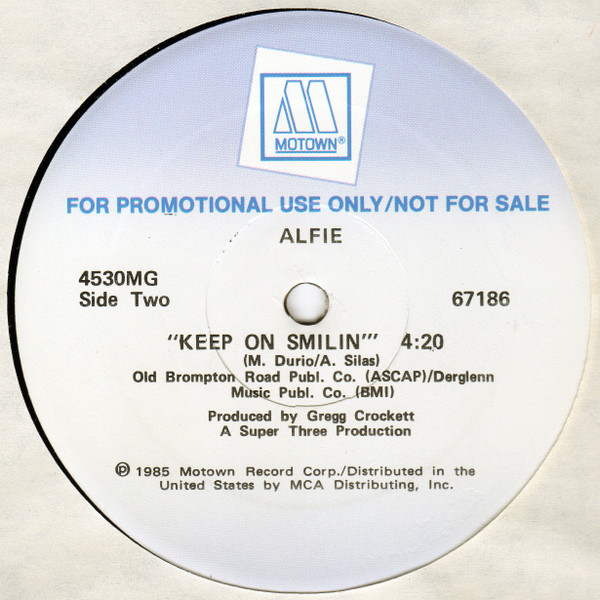 MOTOWN®
FOR PROMOTIONAL USE ONLY/NOT FOR SALE
ALFIE
4530MG
Side Two
67186
"KEEP ON SMILIN'" 4:20
(M. Durio/A. Silas)
Old Brompton Road Publ. Co. (ASCAP)/Derglenn
Music Publ. Co. (BMI)
Produced by Gregg Crockett
A Super Three Production
℗ 1985 Motown Record Corp./Distributed in the
United States by MCA Distributing, Inc.